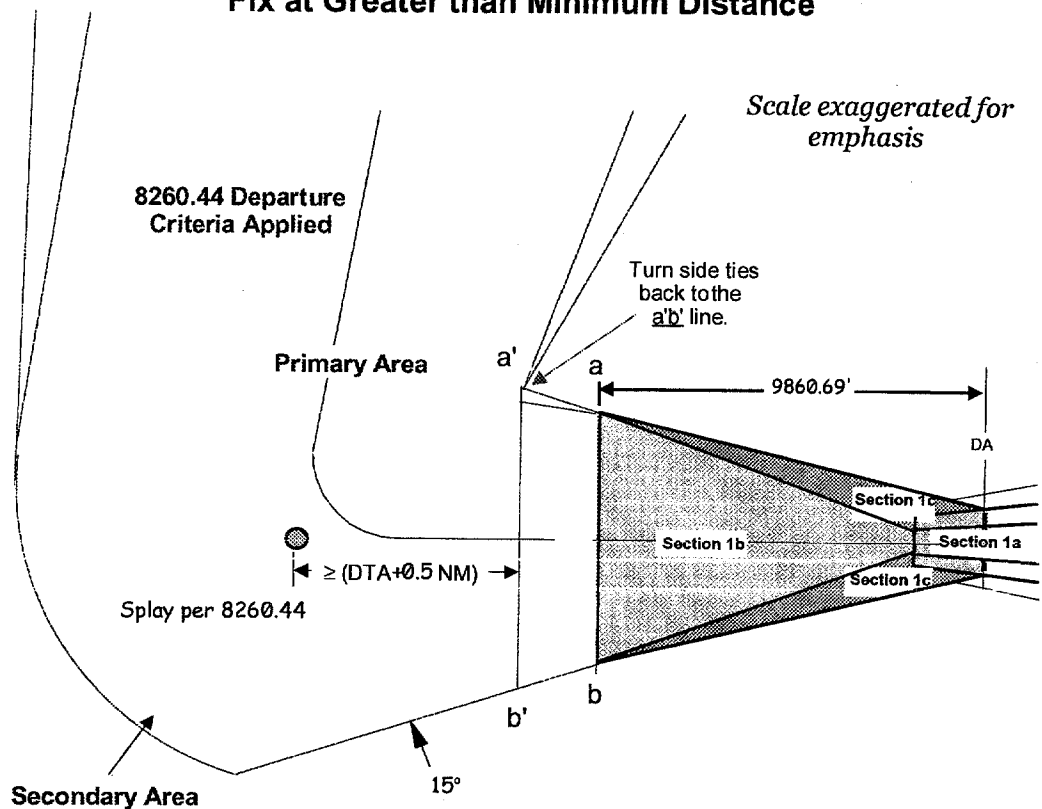 Fix at Greater than Minimum Distance
Scale exaggerated for
emphasis
8260.44 Departure
Criteria Applied
Turn side ties
back to the
a'b' line.
Primary Area
a'
a
9860.69'
DA
Section 1c
Section 1b
Section 1a
Section 1c
≥ (DTA+0.5 NM)
Splay per 8260.44
b'
b
15°
Secondary Area